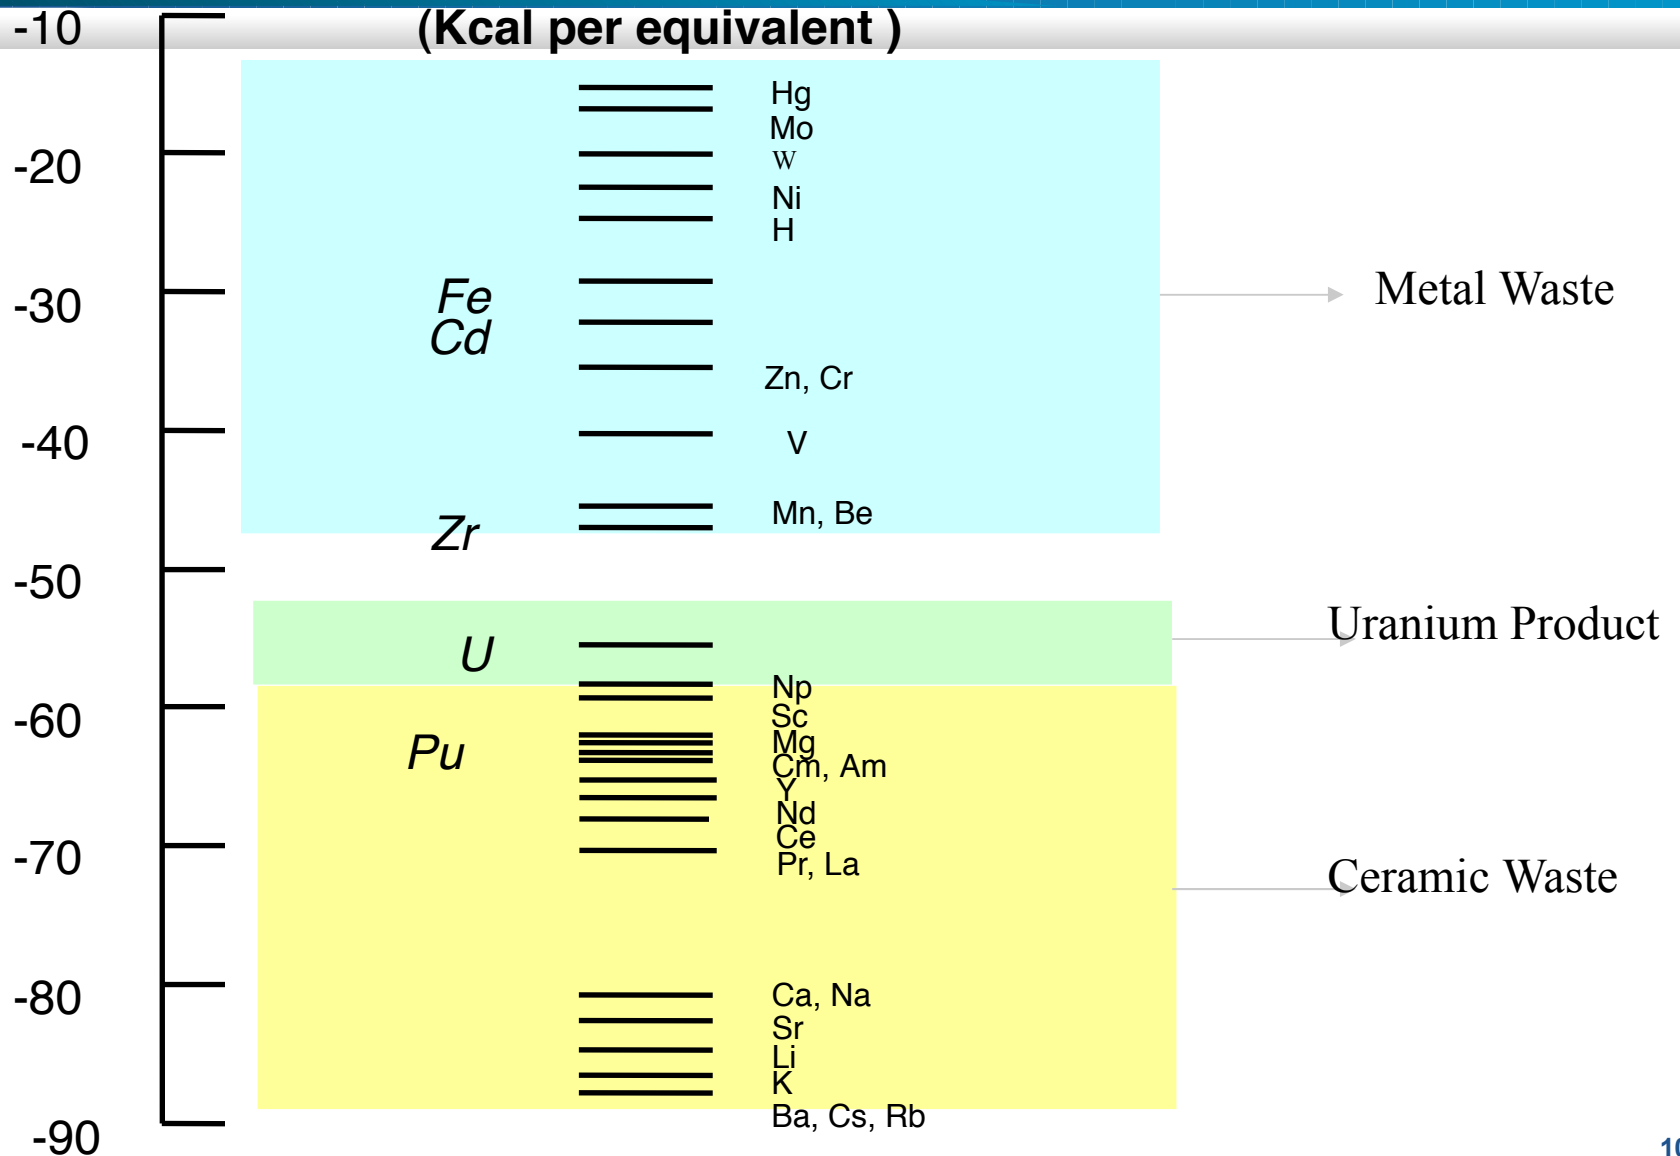 -10
(Kcal per equivalent )
Hg
Mo
-20
W
Ni
H
-30
Fe
Metal Waste
Cd
Zn, Cr
-40
V
Mn, Be
Zr
-50
Uranium Product
U
Np
-60
Sc
Mg
Pu
Cm, Am
Y
Nd
Ce
-70
Pr, La
Ceramic Waste
-80
Ca, Na
Sr
Li
K
Ba, Cs, Rb
-90